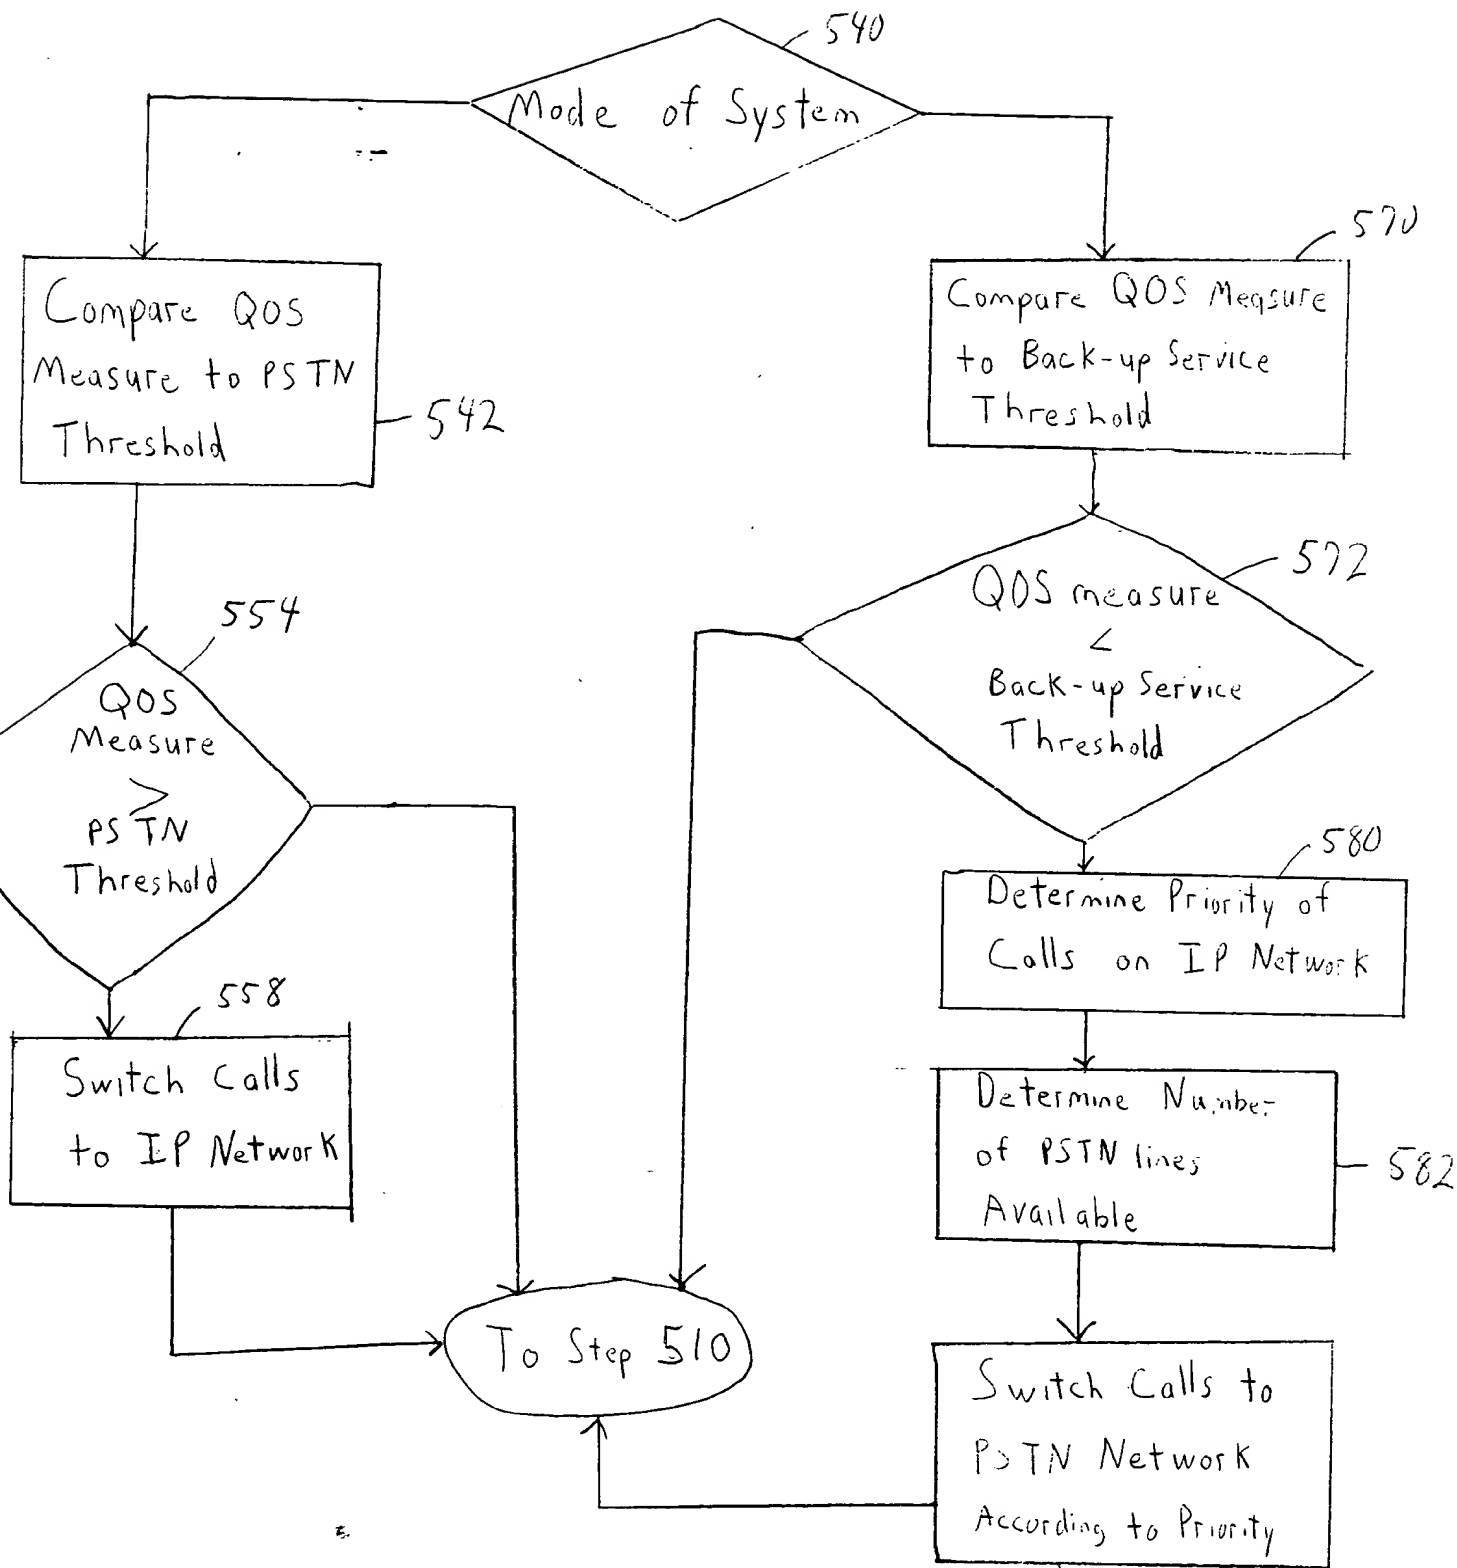 540
Mode of System
570
Compare QOS
Measure to PSTN
Threshold
542
Compare QOS Measure
to Back-up Service
Threshold
554
QOS
Measure
>
PSTN
Threshold
572
QOS measure
<
Back-up Service
Threshold
558
Switch Calls
to IP Network
580
Determine Priority of
Calls on IP Network
Determine Number
of PSTN lines
Available
582
To Step 510
Switch Calls to
PSTN Network
According to Priority